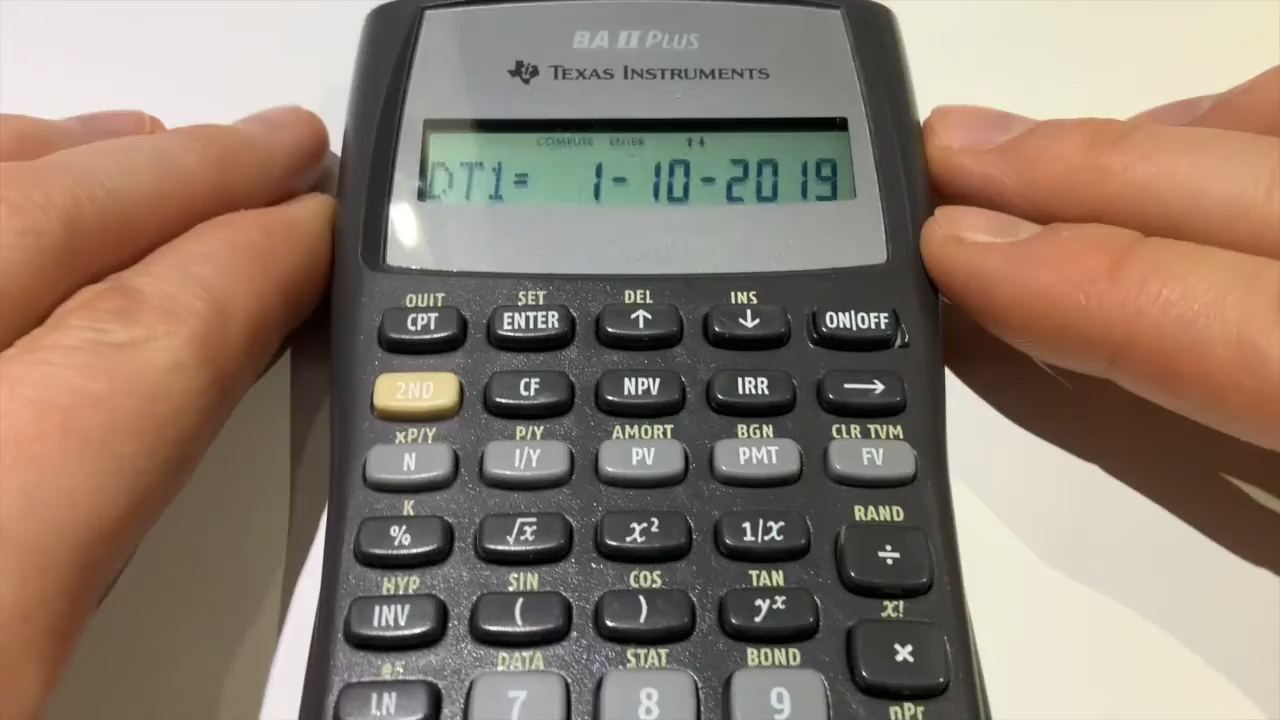 BA II PLUS
TEXAS INSTRUMENTS
COMPUTE ENTER ↑↓
DT1= 1-10-2019
QUIT SET DEL INS
CPT ENTER ↑ ↓ ON|OFF
2ND CF NPV IRR →
xP/Y P/Y AMORT BGN CLR TVM
N I/Y PV PMT FV
K RAND
% √x x² 1/x ÷
HYP SIN COS TAN
INV ( ) yˣ x!
×
eˣ DATA STAT BOND
LN 7 8 9 nPr